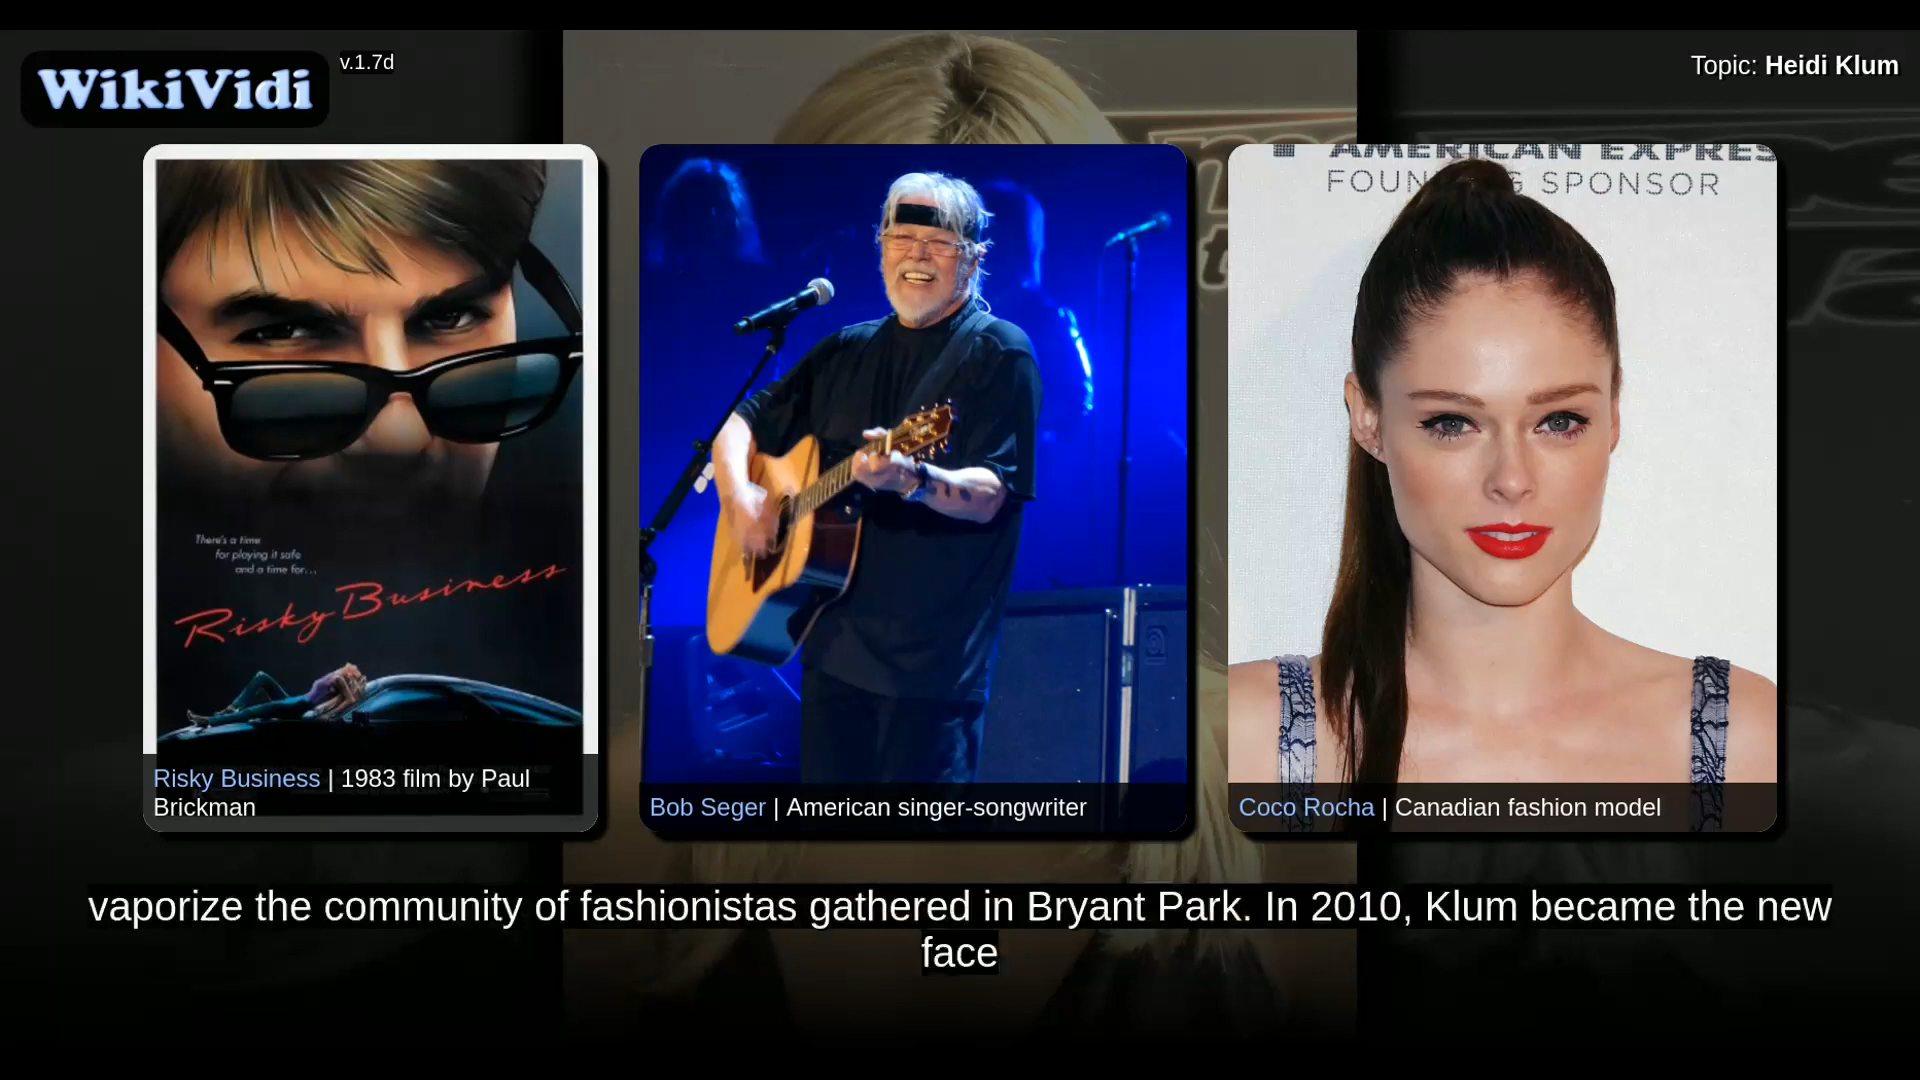 WikiVidi
v.1.7d
Topic: Heidi Klum
There's a time
for playing it safe
and a time for...
Risky Business
Risky Business | 1983 film by Paul
Brickman
Bob Seger | American singer-songwriter
AMERICAN EXPRES
SPONSOR
Coco Rocha | Canadian fashion model
vaporize the community of fashionistas gathered in Bryant Park. In 2010, Klum became the new
face